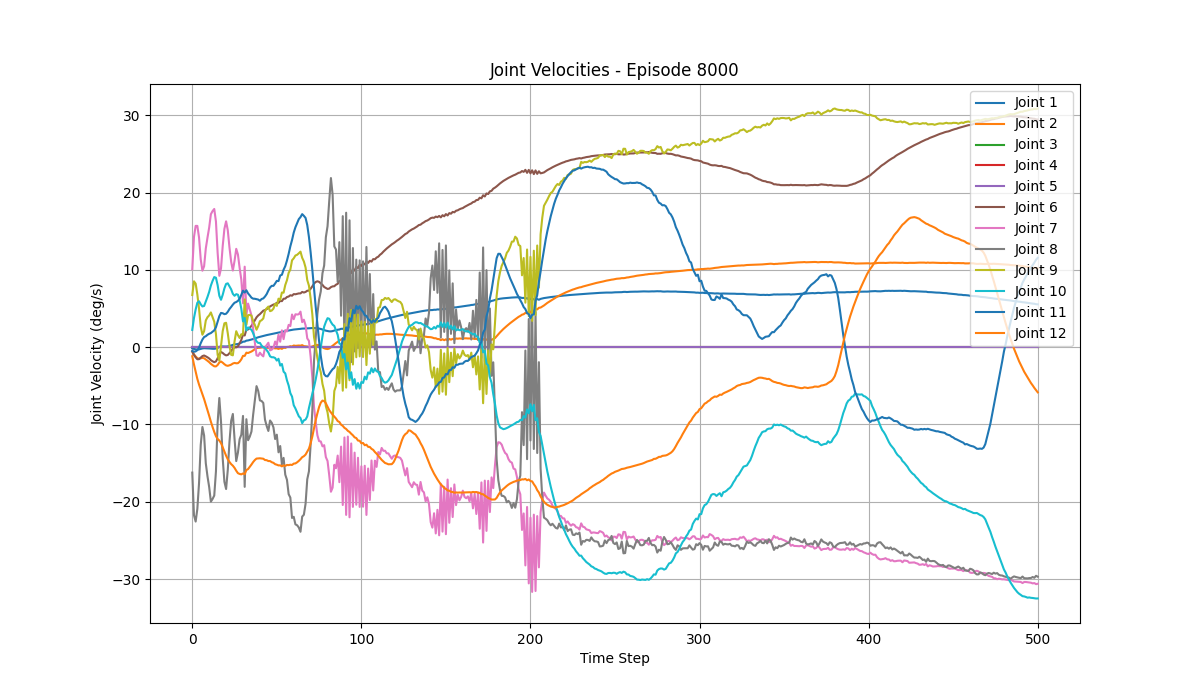 Joint Velocities - Episode 8000
Joint Velocity (deg/s)
30
20
10
0
−10
−20
−30
0
100
200
300
400
500
Time Step
Joint 1
Joint 2
Joint 3
Joint 4
Joint 5
Joint 6
Joint 7
Joint 8
Joint 9
Joint 10
Joint 11
Joint 12